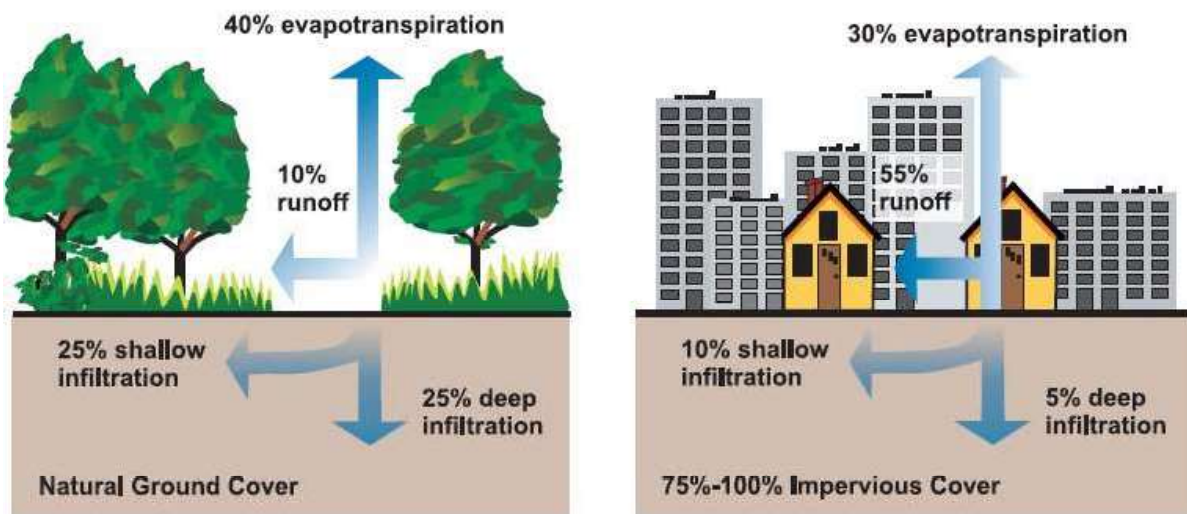 40% evapotranspiration
10%
runoff
25% shallow
infiltration
25% deep
infiltration
Natural Ground Cover
30% evapotranspiration
55%
runoff
10% shallow
infiltration
5% deep
infiltration
75%-100% Impervious Cover